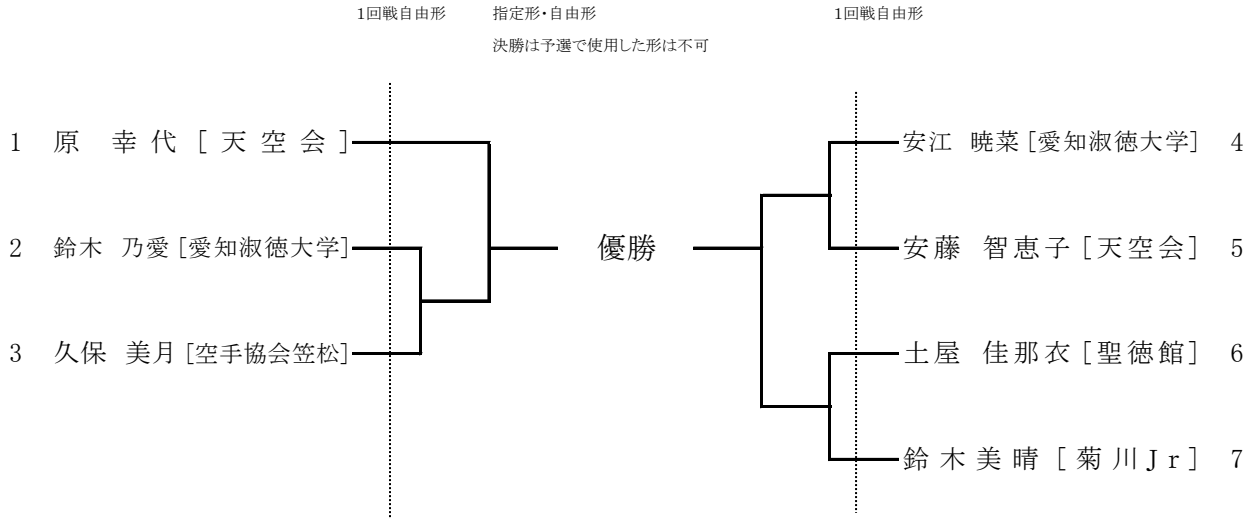 1回戦自由形
指定形・自由形
1回戦自由形
決勝は予選で使用した形は不可
1 原 幸代 [天空会]
安江 暁菜 [愛知淑徳大学] 4
2 鈴木 乃愛 [愛知淑徳大学]
優勝
安藤 智恵子 [天空会] 5
3 久保 美月 [空手協会笠松]
土屋 佳那衣 [聖徳館] 6
鈴木美晴 [菊川Jr] 7